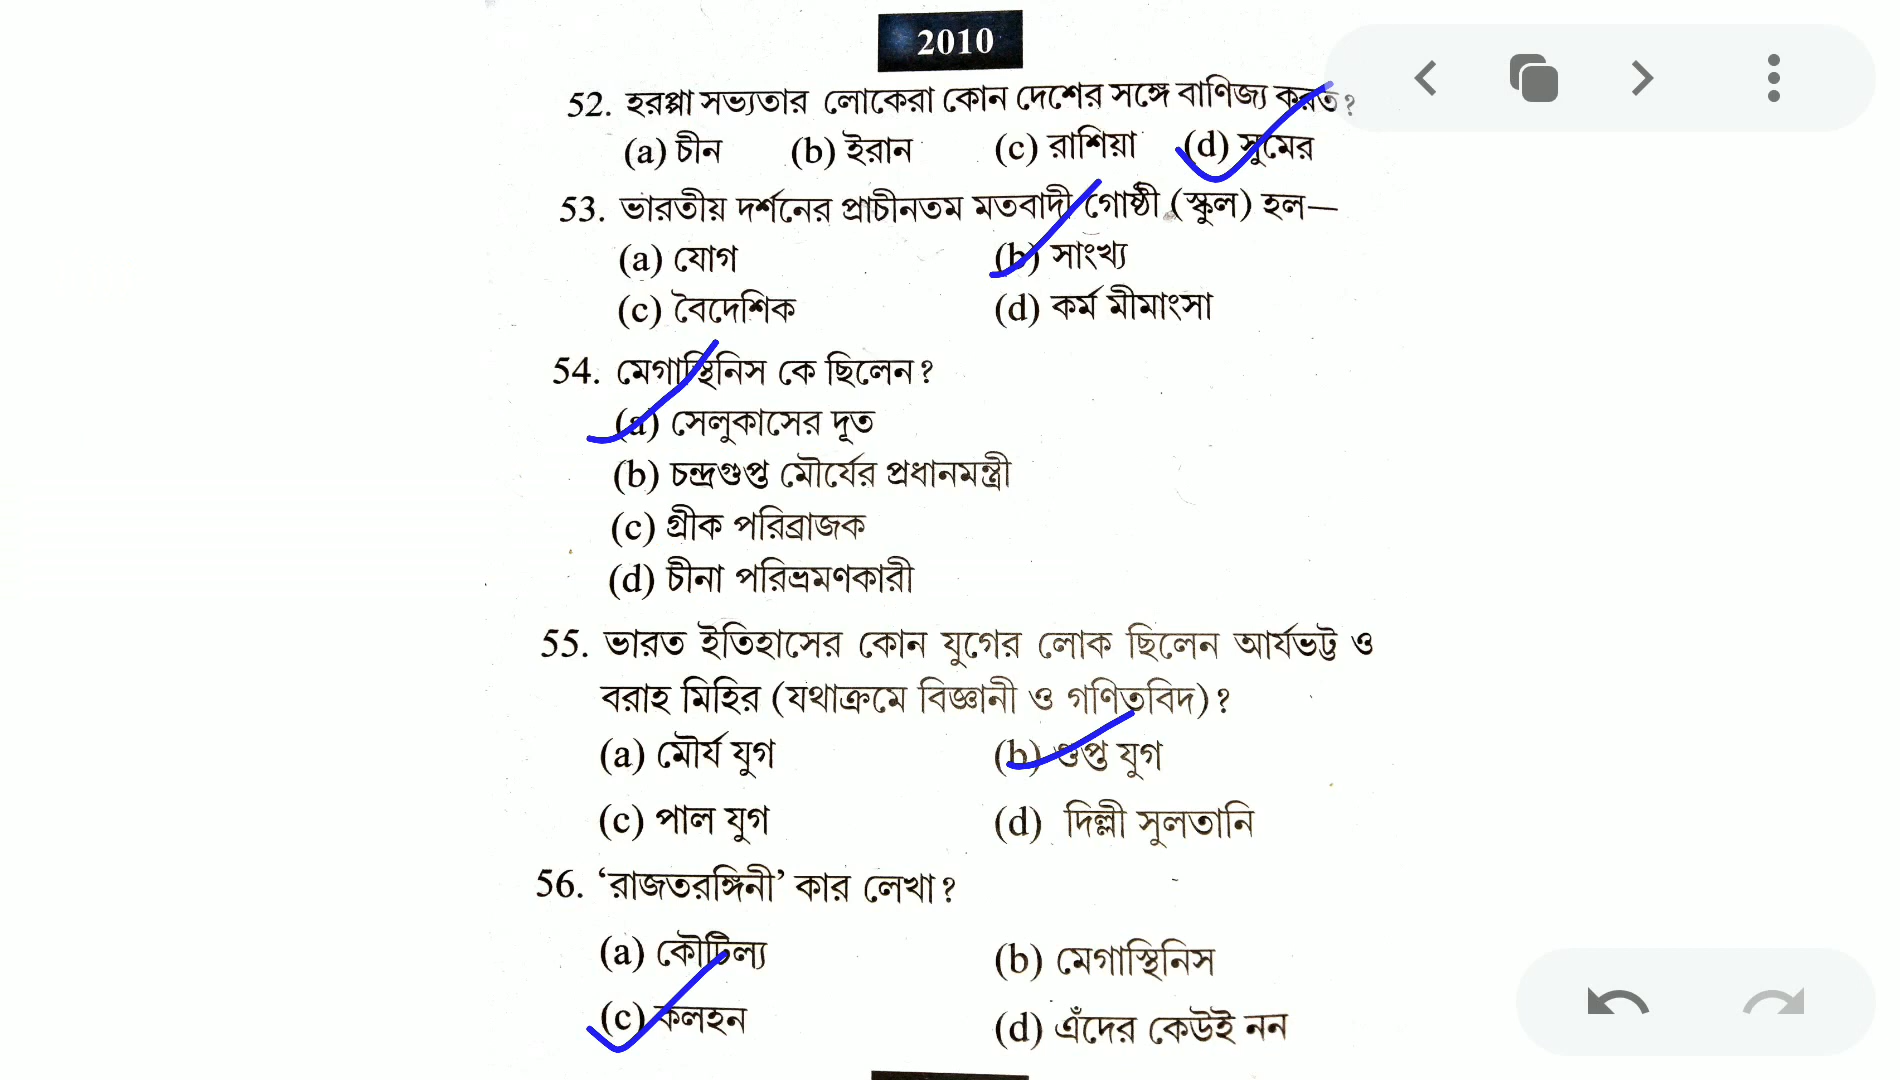 2010
52. হরপ্পা সভ্যতার লোকেরা কোন দেশের সঙ্গে বাণিজ্য করত?
(a) চীন (b) ইরান (c) রাশিয়া (d) সুমের
53. ভারতীয় দর্শনের প্রাচীনতম মতবাদী গোষ্ঠী (স্কুল) হল—
(a) যোগ (b) সাংখ্য
(c) বৈদেশিক (d) কর্ম মীমাংসা
54. মেগাস্থিনিস কে ছিলেন?
(a) সেলুকাসের দূত
(b) চন্দ্রগুপ্ত মৌর্যের প্রধানমন্ত্রী
(c) গ্রীক পরিব্রাজক
(d) চীনা পরিভ্রমণকারী
55. ভারত ইতিহাসের কোন যুগের লোক ছিলেন আর্যভট্ট ও
বরাহ মিহির (যথাক্রমে বিজ্ঞানী ও গণিতবিদ)?
(a) মৌর্য যুগ (b) গুপ্ত যুগ
(c) পাল যুগ (d) দিল্লী সুলতানি
56. ‘রাজতরঙ্গিনী’ কার লেখা?
(a) কৌটিল্য (b) মেগাস্থিনিস
(c) কলহন (d) এঁদের কেউই নন